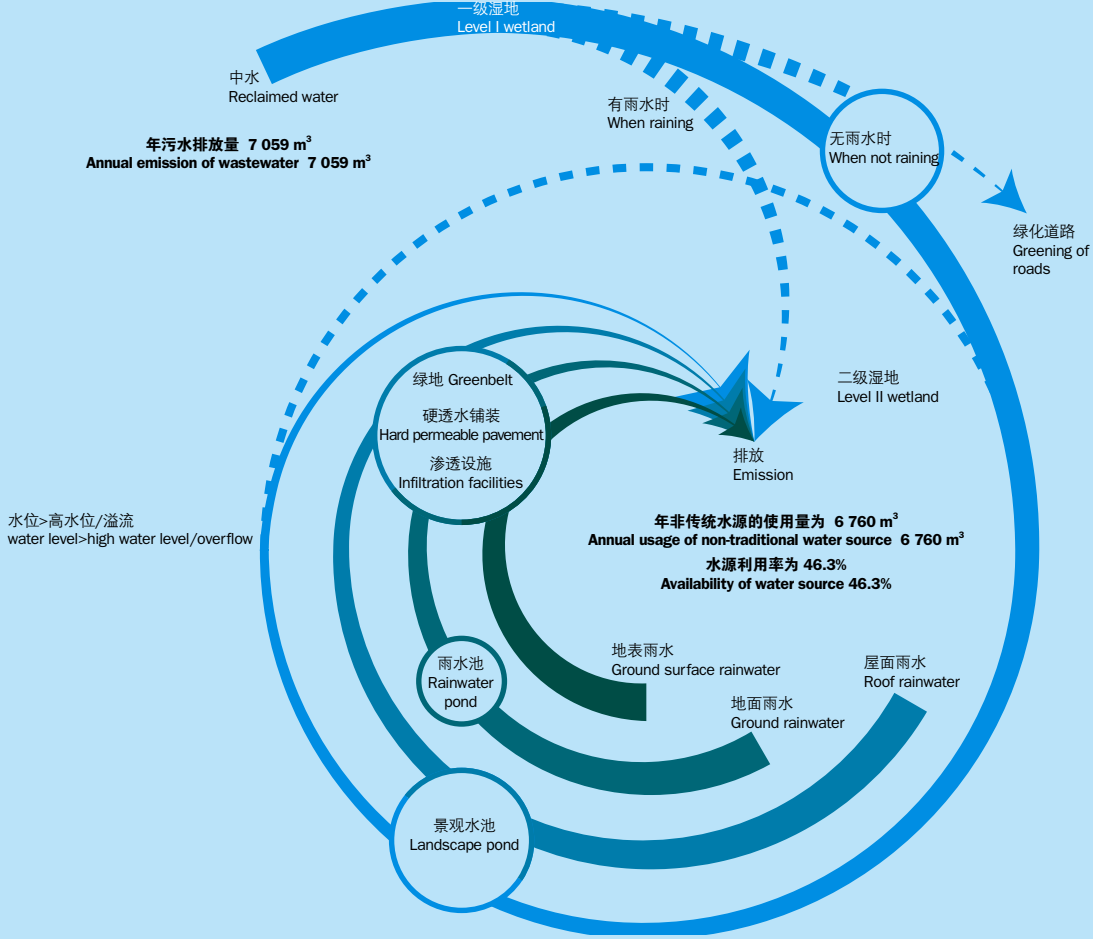 一级湿地
Level I wetland
中水
Reclaimed water
有雨水时
When raining
年污水排放量 7 059 m³
Annual emission of wastewater 7 059 m³
无雨水时
When not raining
绿化道路
Greening of
roads
绿地 Greenbelt
硬透水铺装
Hard permeable pavement
渗透设施
Infiltration facilities
二级湿地
Level II wetland
排放
Emission
水位>高水位/溢流
water level>high water level/overflow
年非传统水源的使用量为 6 760 m³
Annual usage of non-traditional water source 6 760 m³
水源利用率为 46.3%
Availability of water source 46.3%
地表雨水
Ground surface rainwater
屋面雨水
Roof rainwater
雨水池
Rainwater
pond
地面雨水
Ground rainwater
景观水池
Landscape pond